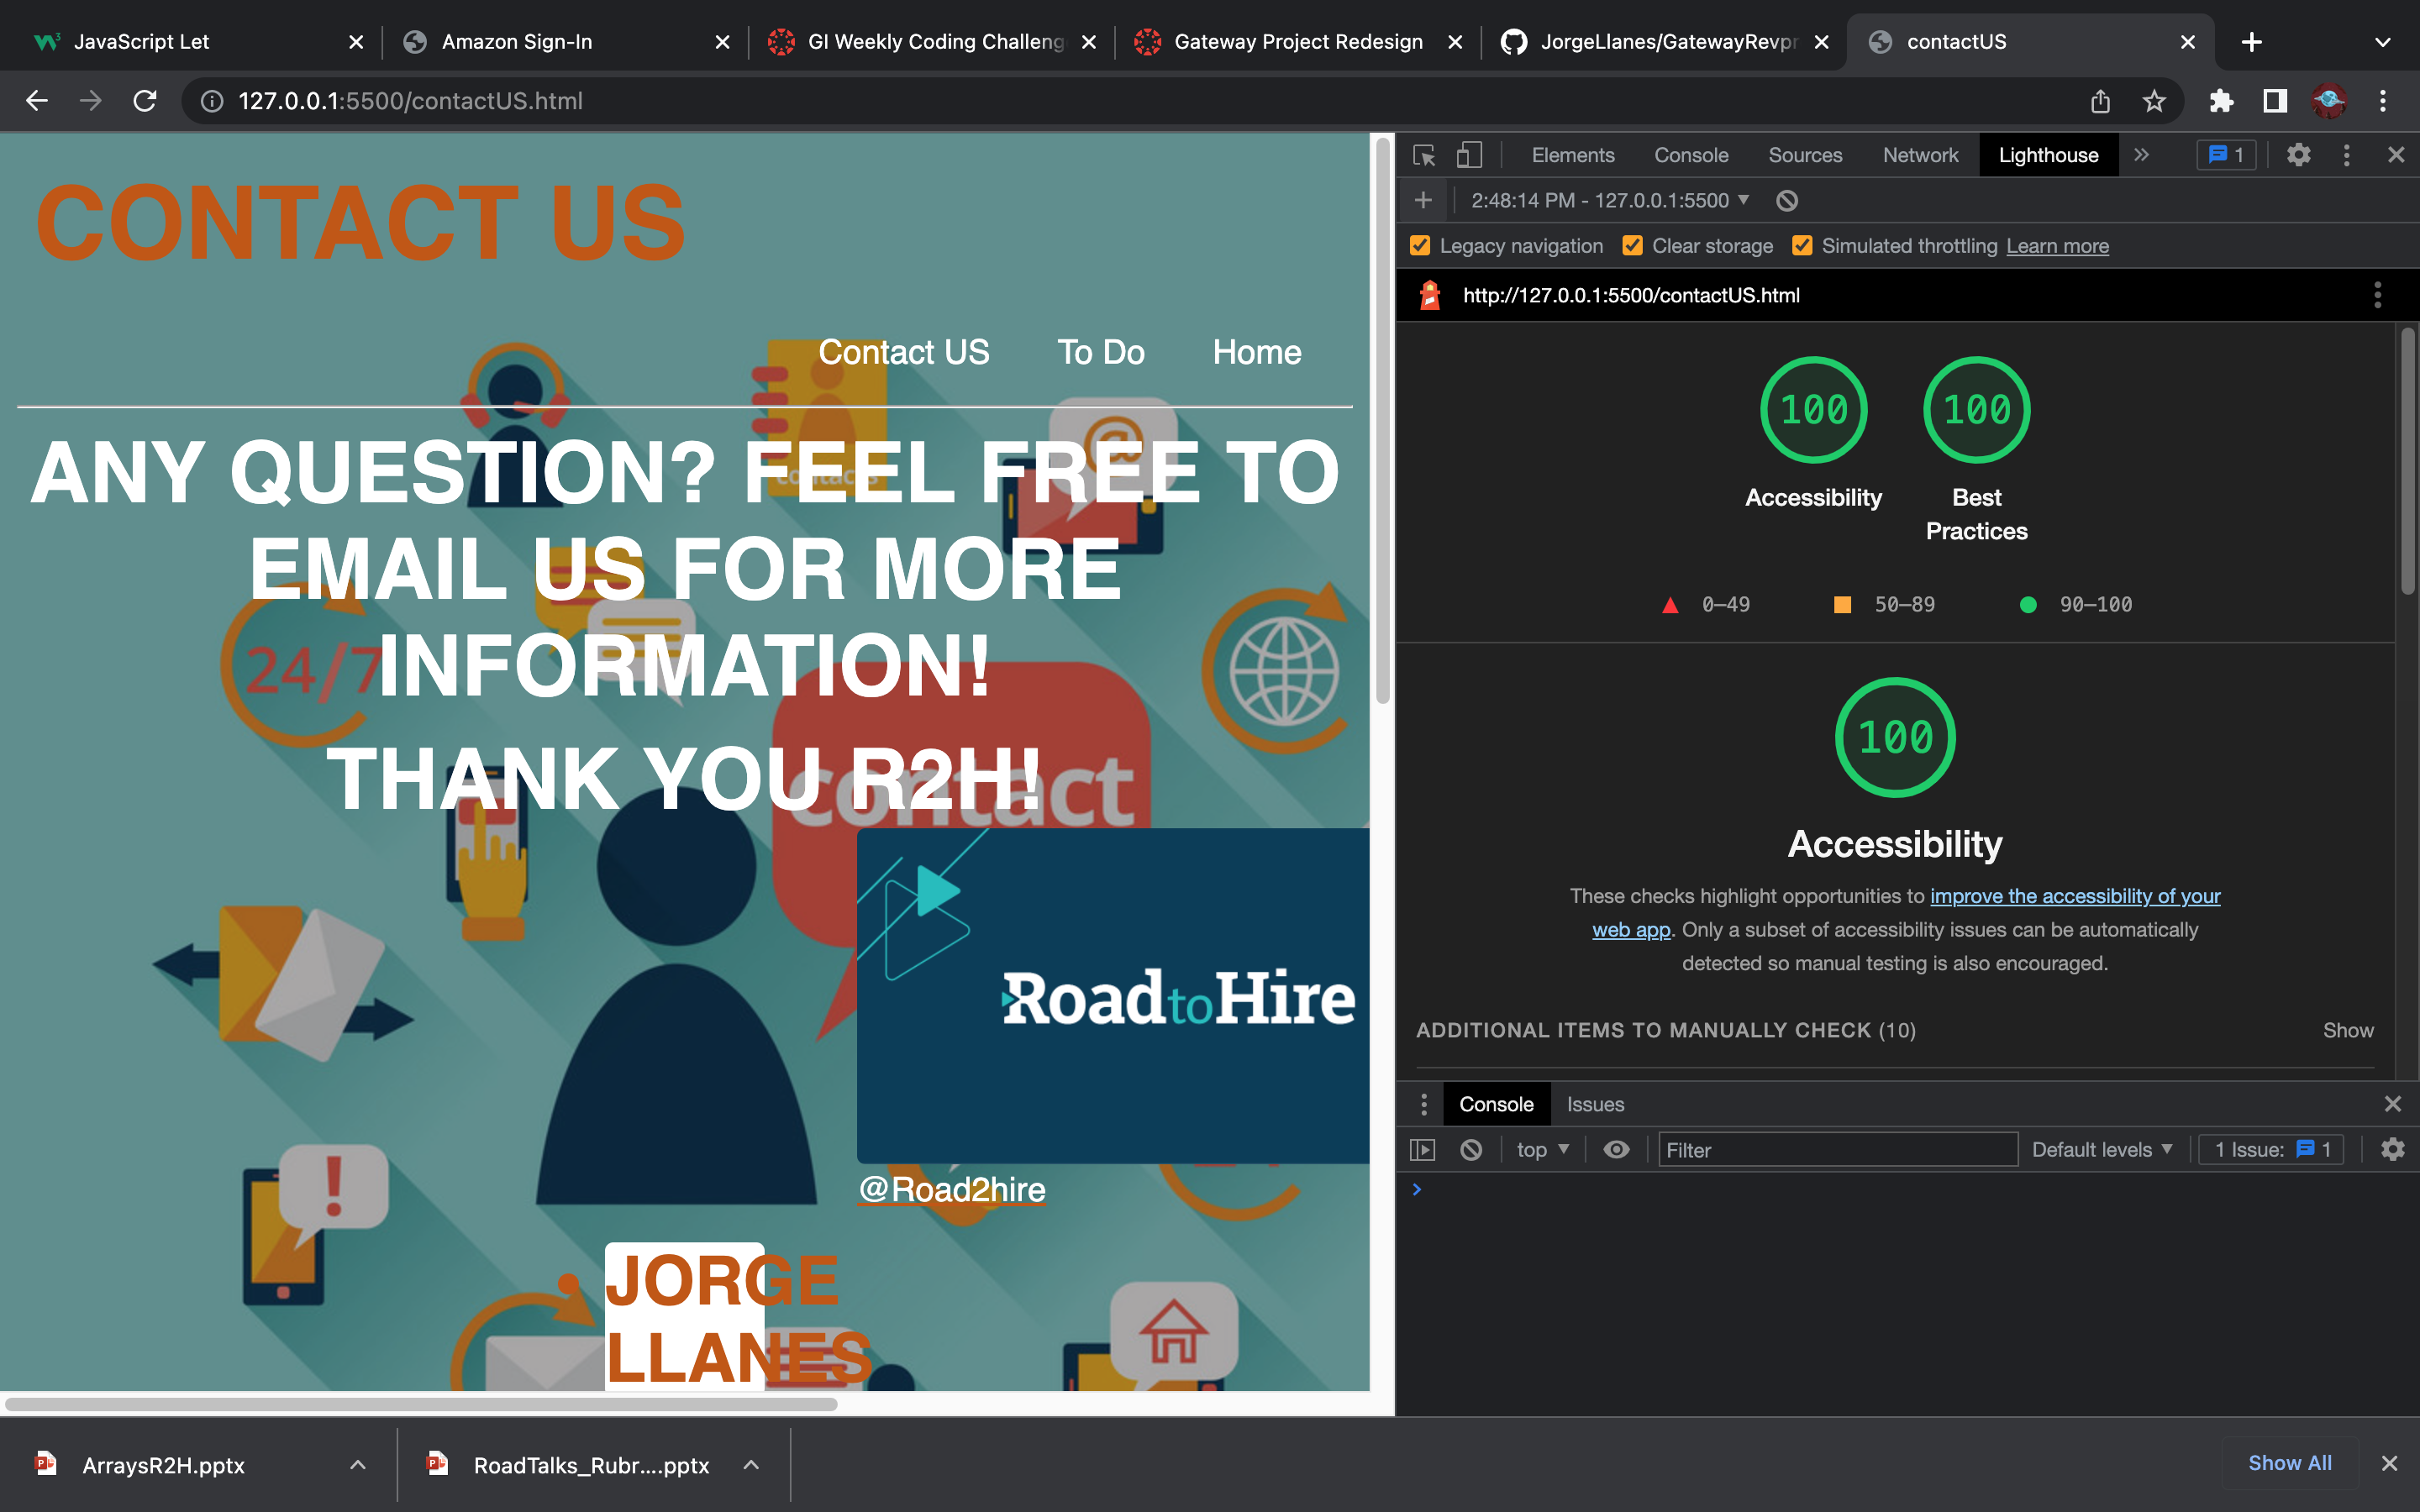 JavaScript Let
Amazon Sign-In
GI Weekly Coding Challeng
Gateway Project Redesign
JorgeLlanes/GatewayRevpr
contactUS
127.0.0.1:5500/contactUS.html
CONTACT US
Contact US To Do Home
contacts
@
ANY QUESTION? FEEL FREE TO
EMAIL US FOR MORE
INFORMATION!
24/7
THANK YOU R2H!
contact
RoadtoHire
@Road2hire
!
JORGE
LLANES
Elements Console Sources Network Lighthouse 1
2:48:14 PM - 127.0.0.1:5500
Legacy navigation Clear storage Simulated throttling Learn more
http://127.0.0.1:5500/contactUS.html
100 100
Accessibility Best
Practices
0–49 50–89 90–100
100
Accessibility
These checks highlight opportunities to improve the accessibility of your
web app. Only a subset of accessibility issues can be automatically
detected so manual testing is also encouraged.
ADDITIONAL ITEMS TO MANUALLY CHECK (10) Show
Console Issues
top Filter Default levels 1 Issue: 1
ArraysR2H.pptx
RoadTalks_Rubr....pptx
Show All